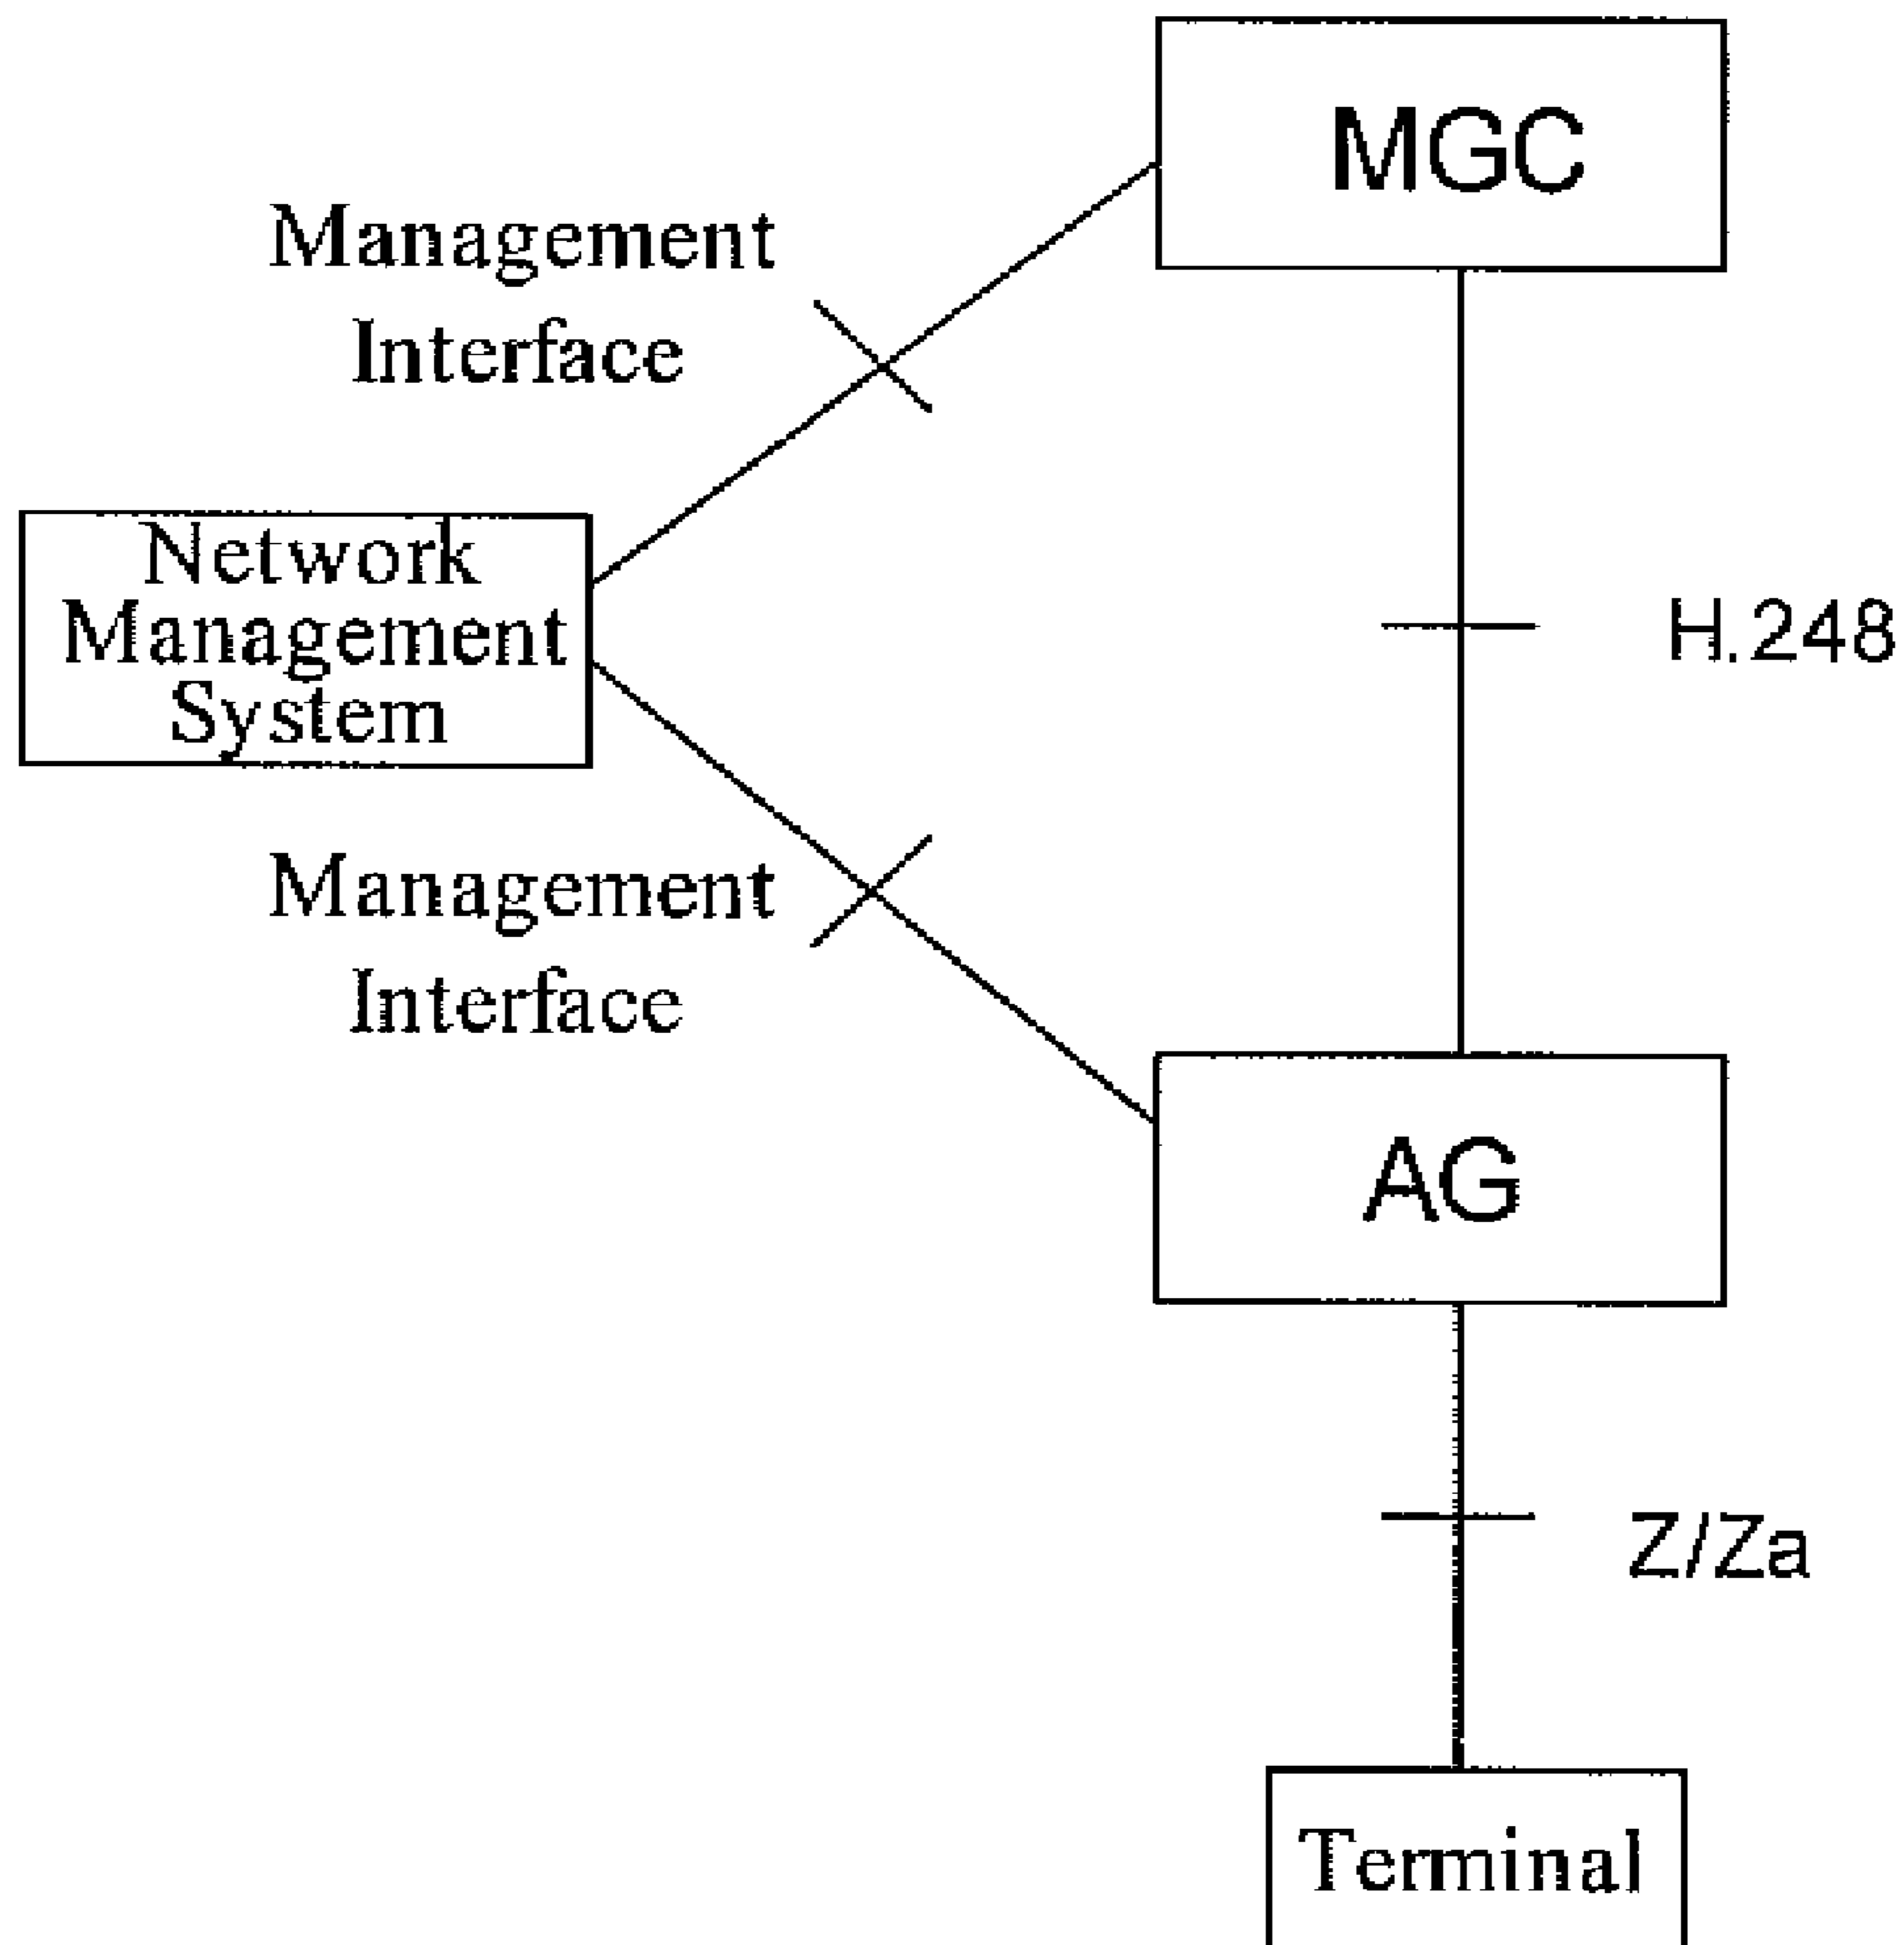 MGC
Management
Interface
Network
Management
System
H.248
Management
Interface
AG
Z/Za
Terminal